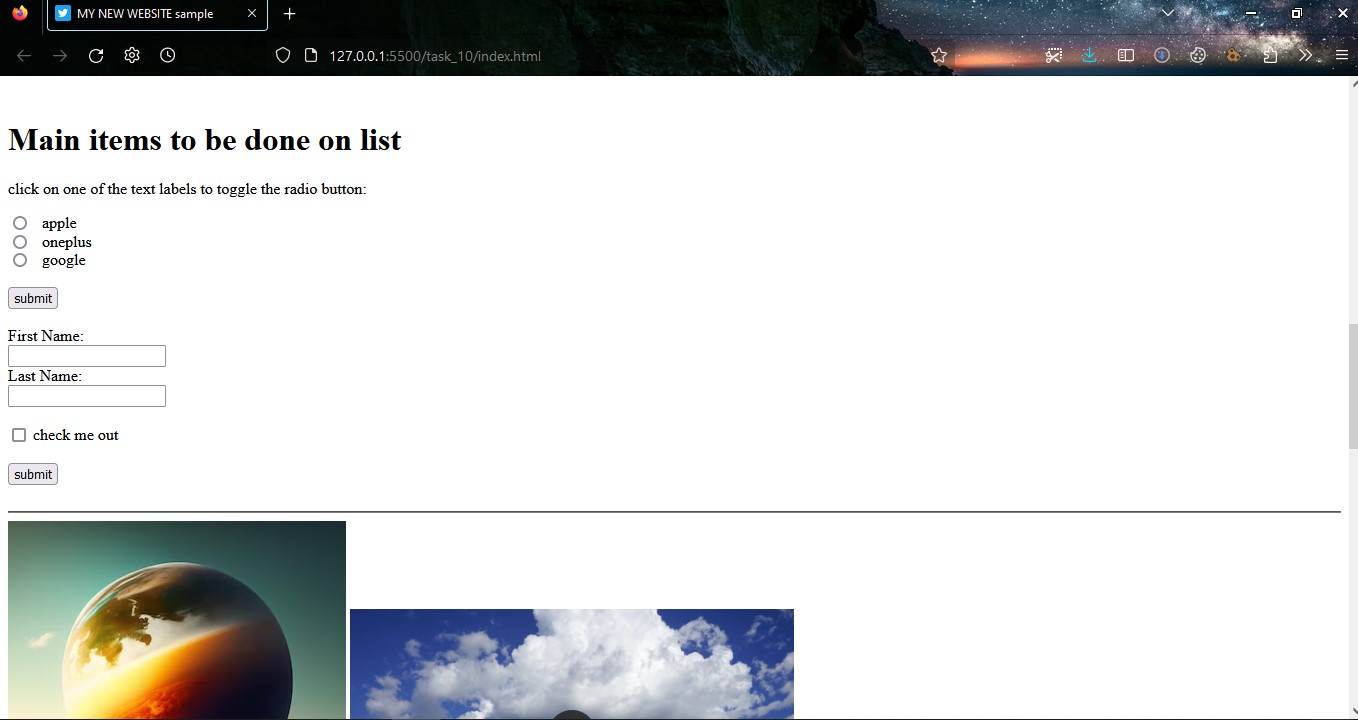 MY NEW WEBSITE sample
127.0.0.1:5500/task_10/index.html
Main items to be done on list
click on one of the text labels to toggle the radio button:
apple
oneplus
google
submit
First Name:
Last Name:
check me out
submit